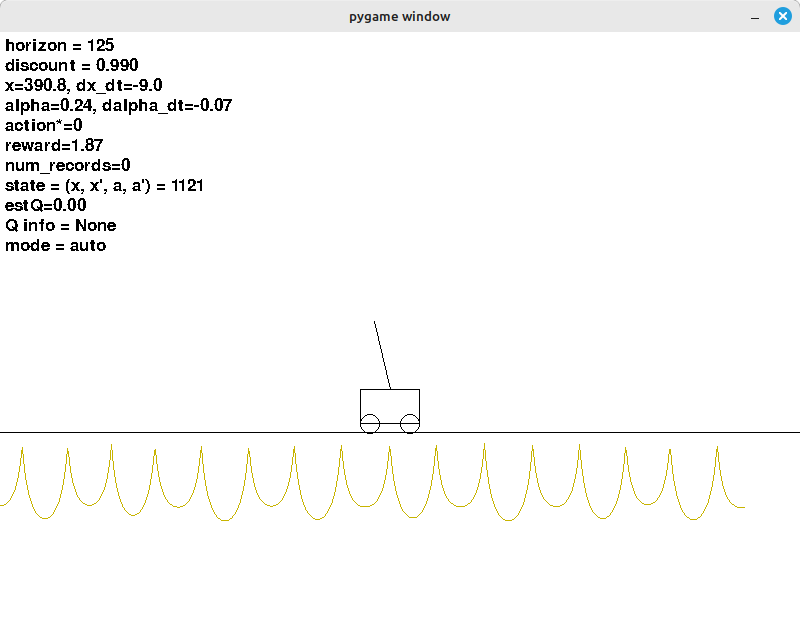 pygame window
horizon = 125
discount = 0.990
x=390.8, dx_dt=-9.0
alpha=0.24, dalpha_dt=-0.07
action*=0
reward=1.87
num_records=0
state = (x, x', a, a') = 1121
estQ=0.00
Q info = None
mode = auto